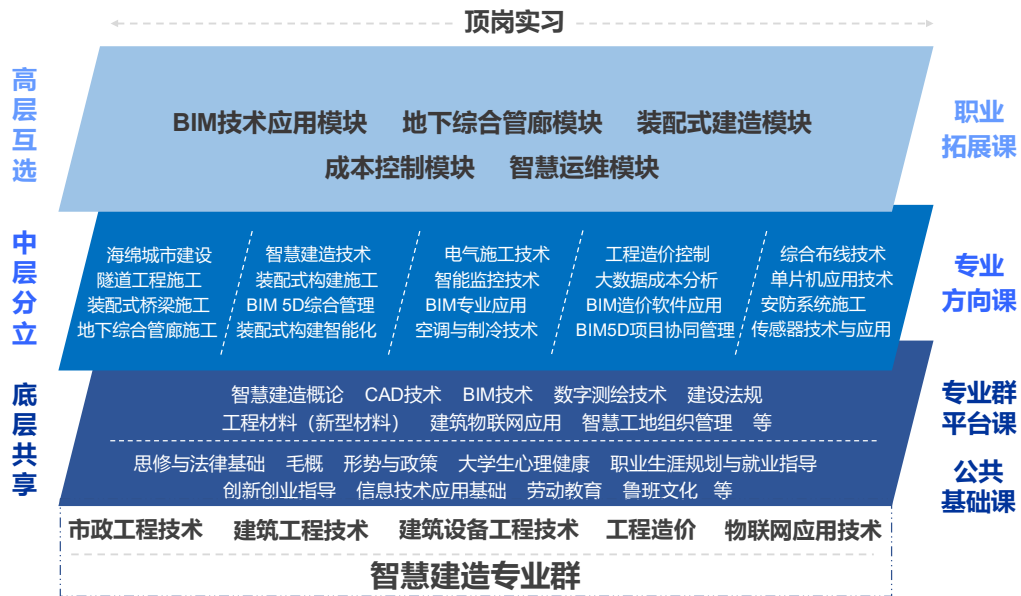 顶岗实习
高层互选
BIM技术应用模块 地下综合管廊模块 装配式建造模块
成本控制模块 智慧运维模块
职业
拓展课
中层分立
海绵城市建设
隧道工程施工
装配式桥梁施工
地下综合管廊施工
智慧建造技术
装配式构建施工
BIM 5D综合管理
装配式构建智能化
电气施工技术
智能监控技术
BIM专业应用
空调与制冷技术
工程造价控制
大数据成本分析
BIM造价软件应用
BIM5D项目协同管理
综合布线技术
单片机应用技术
安防系统施工
传感器技术与应用
专业
方向课
底层共享
智慧建造概论 CAD技术 BIM技术 数字测绘技术 建设法规
工程材料（新型材料） 建筑物联网应用 智慧工地组织管理 等
专业群
平台课
思修与法律基础 毛概 形势与政策 大学生心理健康 职业生涯规划与就业指导
创新创业指导 信息技术应用基础 劳动教育 鲁班文化 等
公共
基础课
市政工程技术 建筑工程技术 建筑设备工程技术 工程造价 物联网应用技术
智慧建造专业群